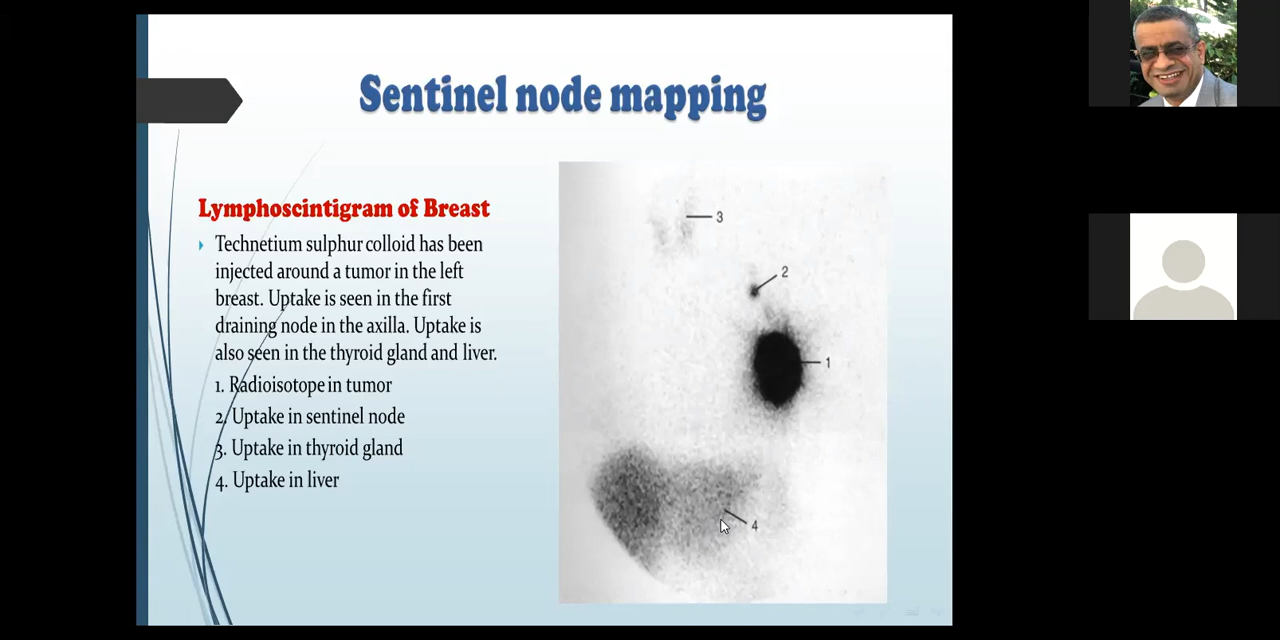 Sentinel node mapping
Lymphoscintigram of Breast
Technetium sulphur colloid has been
injected around a tumor in the left
breast. Uptake is seen in the first
draining node in the axilla. Uptake is
also seen in the thyroid gland and liver.
1. Radioisotope in tumor
2. Uptake in sentinel node
3. Uptake in thyroid gland
4. Uptake in liver
3
2
1
4